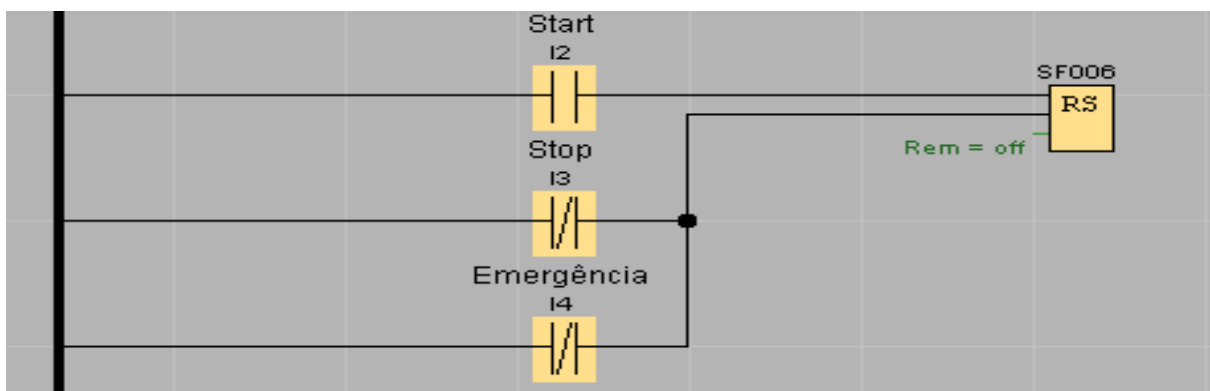 Start
I2
SF006
RS
Rem = off
Stop
I3
Emergência
I4